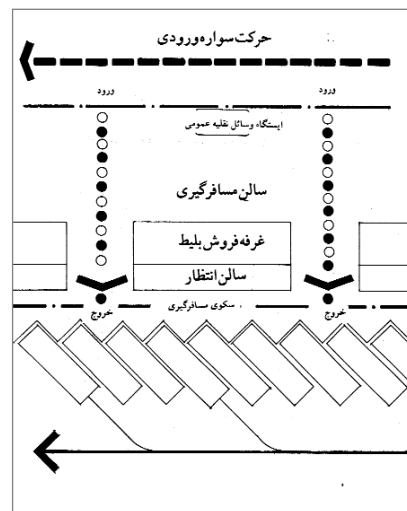 حرکت سواره ورودی
ورود
ورود
ایستگاه وسائل نقلیه عمومی
سالن مسافرگیری
غرفه فروش بلیط
سالن انتظار
سکوی مسافرگیری
خروج
خروج